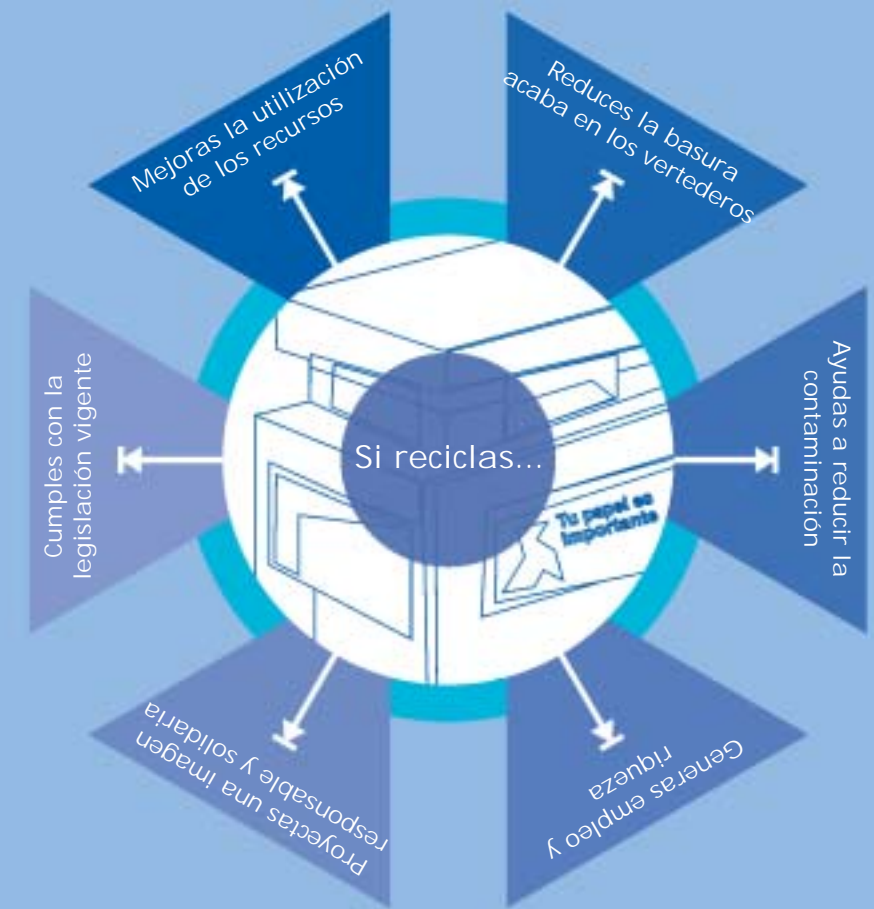 Mejoras la utilización
de los recursos
Reduces la basura
acaba en los vertederos
Ayudas a reducir la
contaminación
Generas empleo y
riqueza
Proyectas una imagen
responsable y solidaria
Cumples con la
legislación vigente
Si reciclas...
Tu papel es
importante